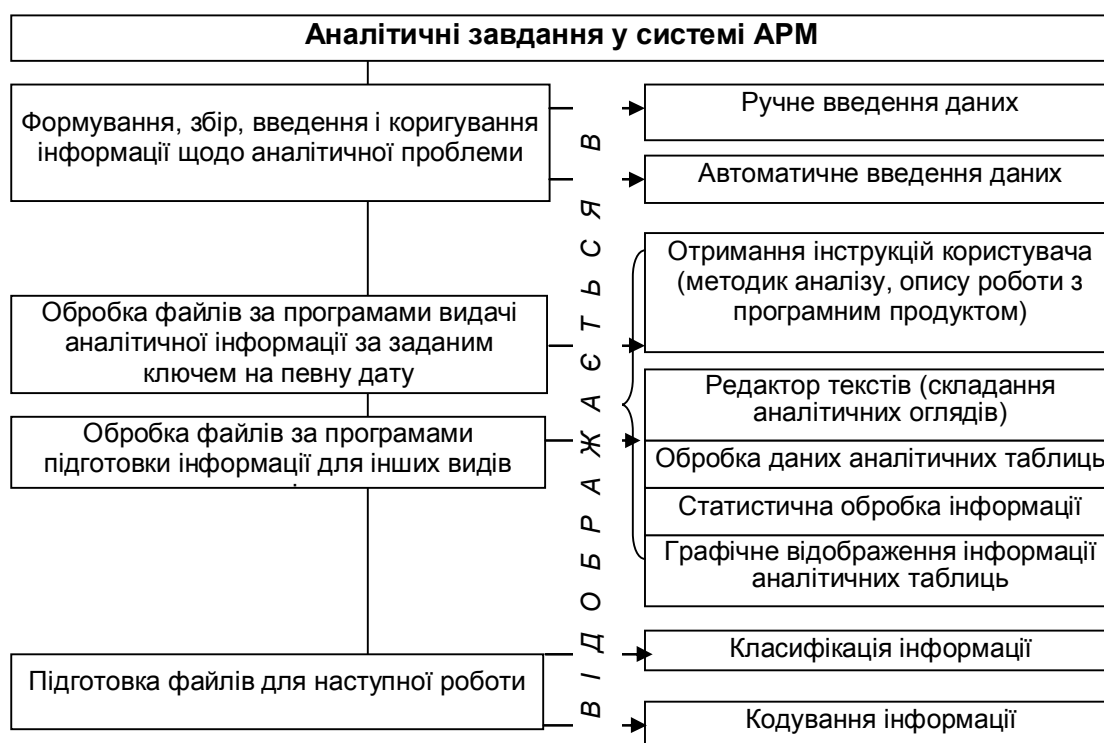 Аналітичні завдання у системі АРМ
Формування, збір, введення і коригування
інформації щодо аналітичної проблеми
Обробка файлів за програмами видачі
аналітичної інформації за заданим
ключем на певну дату
Обробка файлів за програмами
підготовки інформації для інших видів
Підготовка файлів для наступної роботи
В І Д О Б Р А Ж А Є Т Ь С Я В
Ручне введення даних
Автоматичне введення даних
Отримання інструкцій користувача
(методик аналізу, опису роботи з
програмним продуктом)
Редактор текстів (складання
аналітичних оглядів)
Обробка даних аналітичних таблиць
Статистична обробка інформації
Графічне відображення інформації
аналітичних таблиць
Класифікація інформації
Кодування інформації